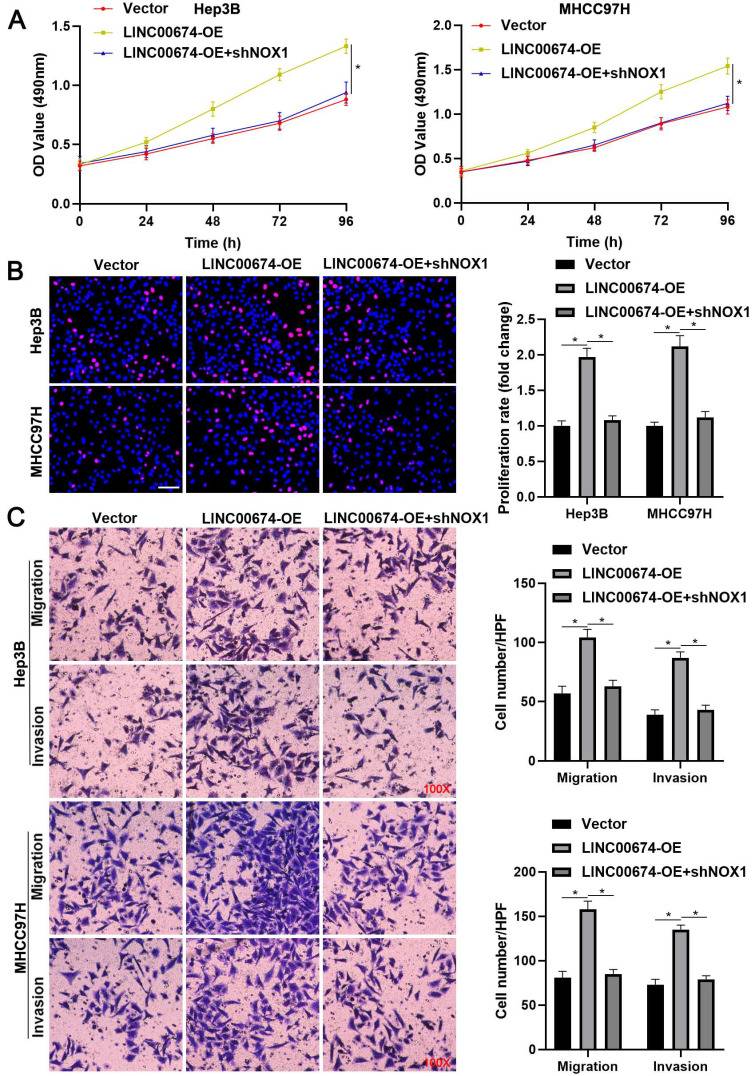 A
Hep3B
Vector
LINC00674-OE
LINC00674-OE+shNOX1
OD Value (490nm)
1.5
1.0
0.5
0.0
0 24 48 72 96
Time (h)
*
MHCC97H
Vector
LINC00674-OE
LINC00674-OE+shNOX1
OD Value (490nm)
2.0
1.5
1.0
0.5
0.0
0 24 48 72 96
Time (h)
*
B
Vector LINC00674-OE LINC00674-OE+shNOX1
Hep3B
MHCC97H
Vector
LINC00674-OE
LINC00674-OE+shNOX1
Proliferation rate (fold change)
2.5
2.0
1.5
1.0
0.5
0.0
* * * *
Hep3B MHCC97H
C
Vector LINC00674-OE LINC00674-OE+shNOX1
Hep3B
Migration
Invasion
100X
MHCC97H
Migration
Invasion
100X
Vector
LINC00674-OE
LINC00674-OE+shNOX1
Cell number/HPF
150
100
50
0
* * * *
Migration Invasion
Vector
LINC00674-OE
LINC00674-OE+shNOX1
Cell number/HPF
200
150
100
50
0
* * * *
Migration Invasion